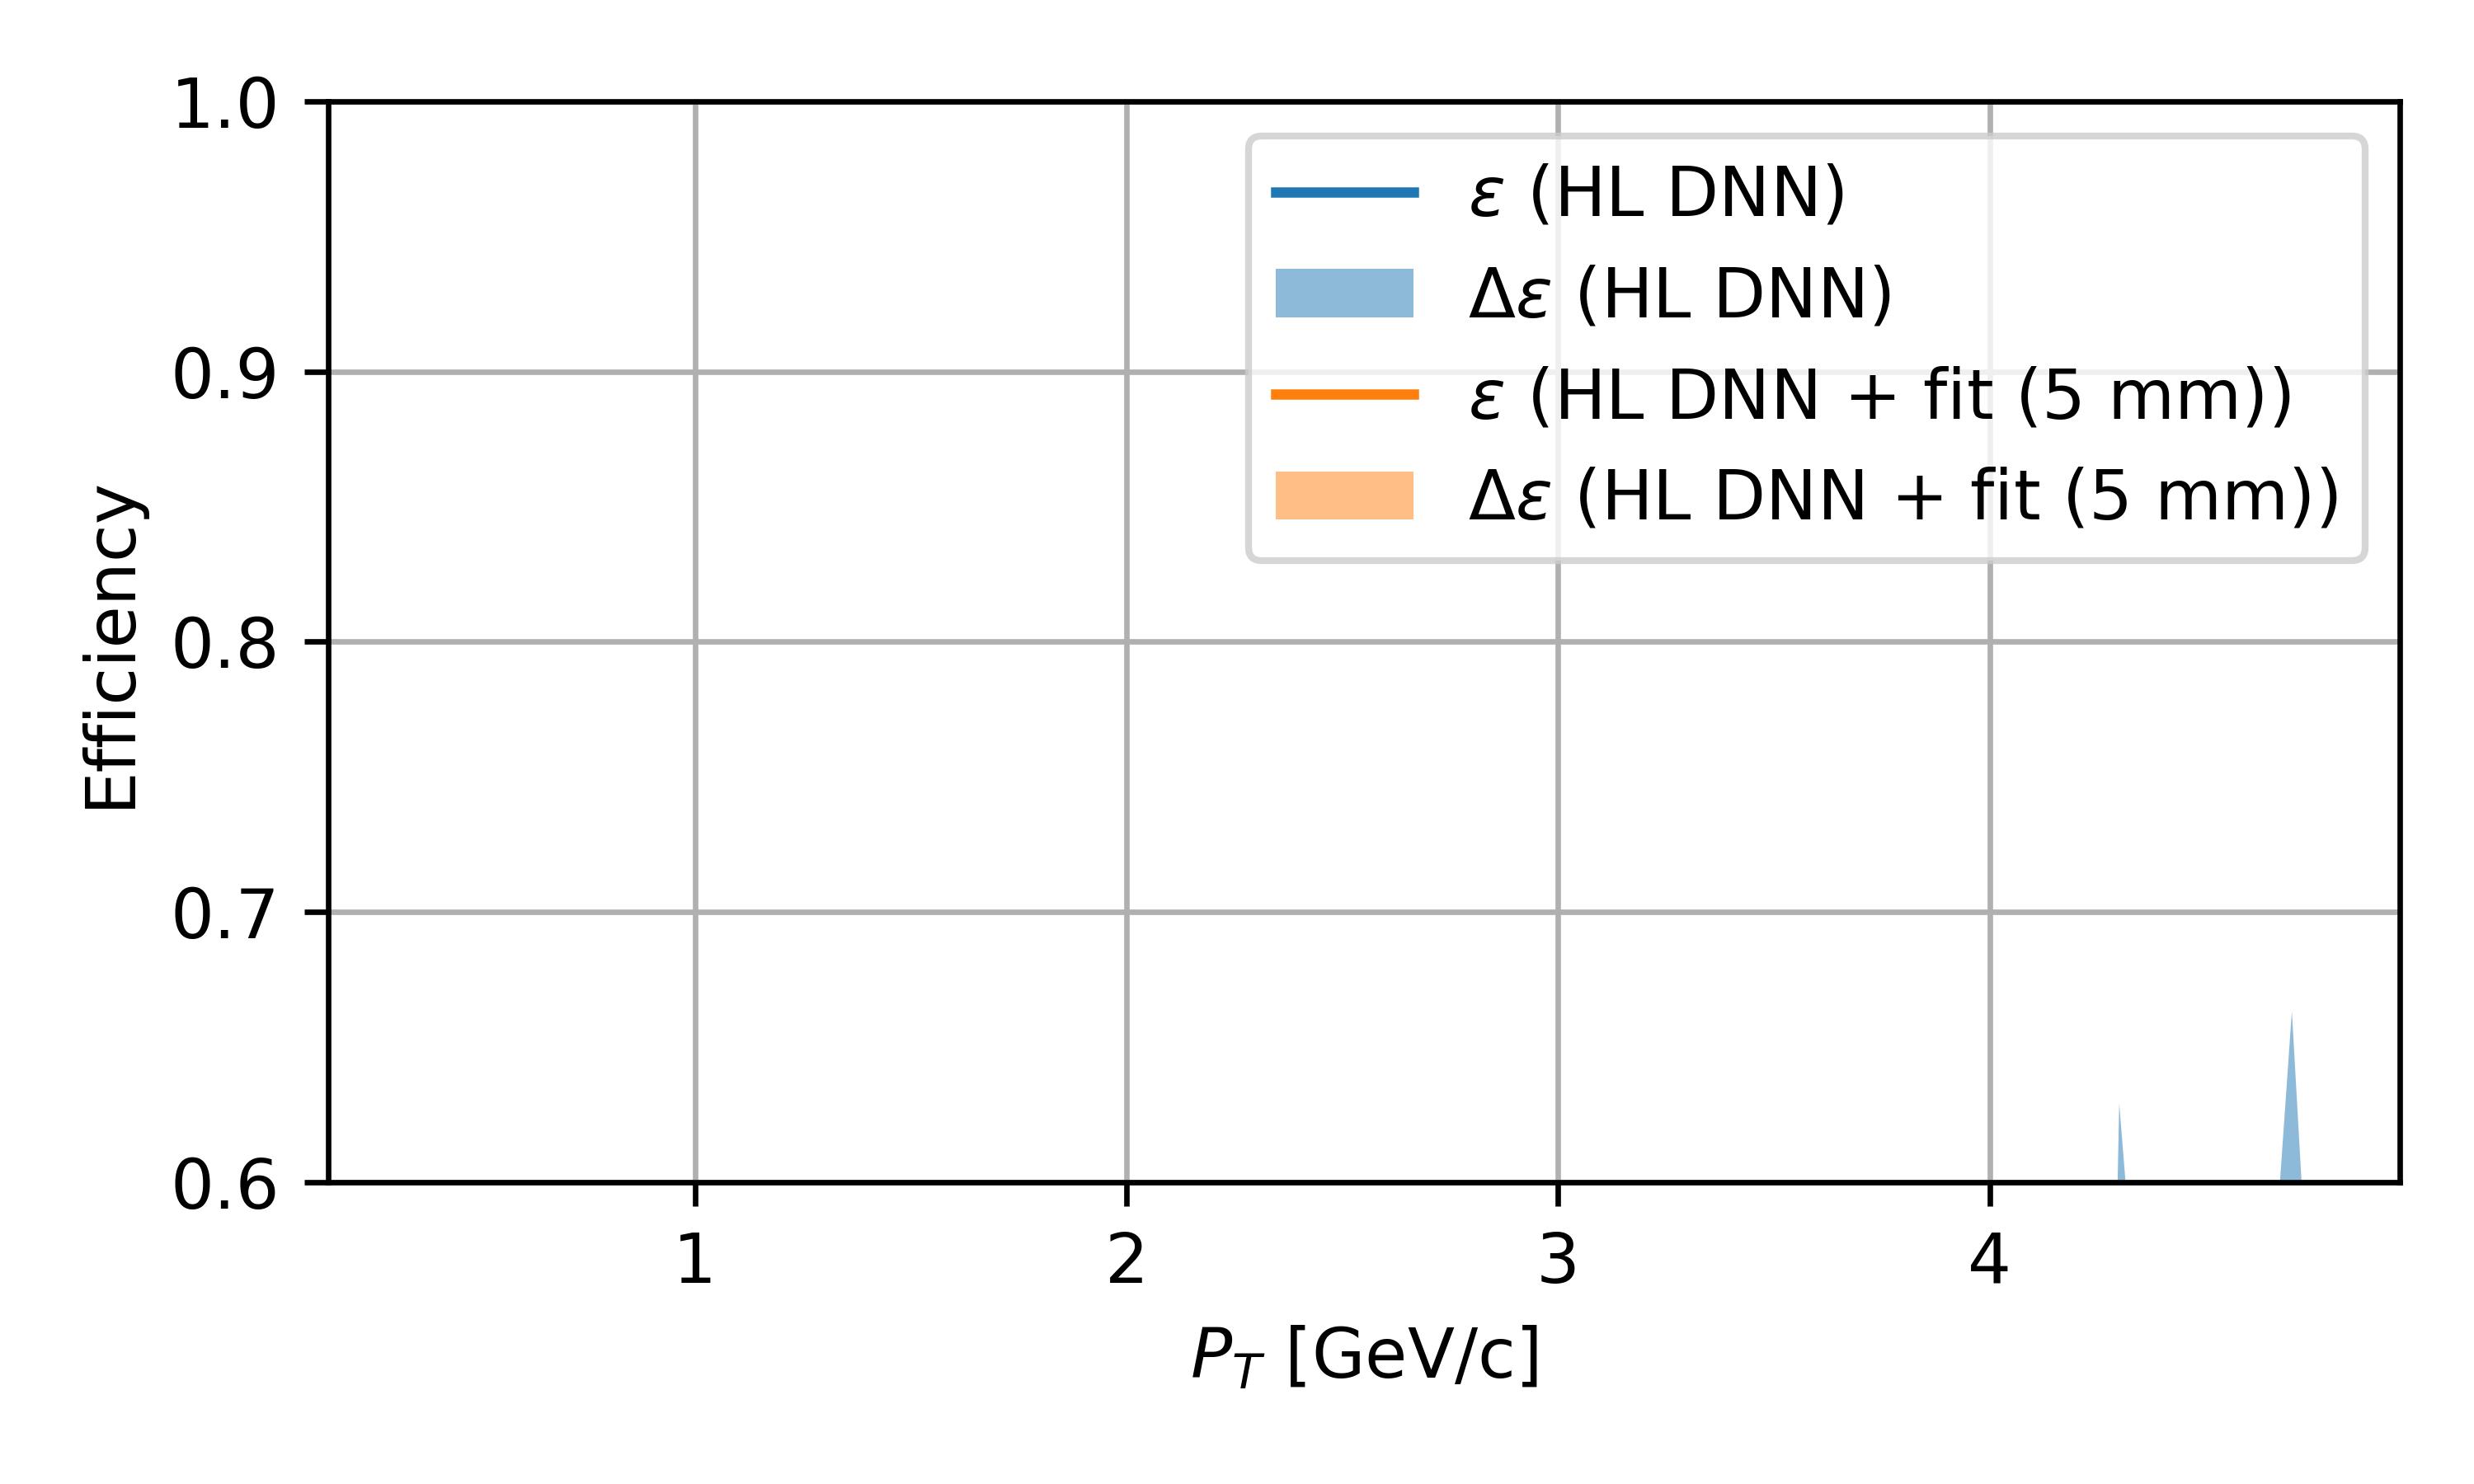 1.0
0.9
0.8
0.7
0.6
Efficiency
ε (HL DNN)
Δε (HL DNN)
ε (HL DNN + fit (5 mm))
Δε (HL DNN + fit (5 mm))
1 2 3 4
P_T [GeV/c]